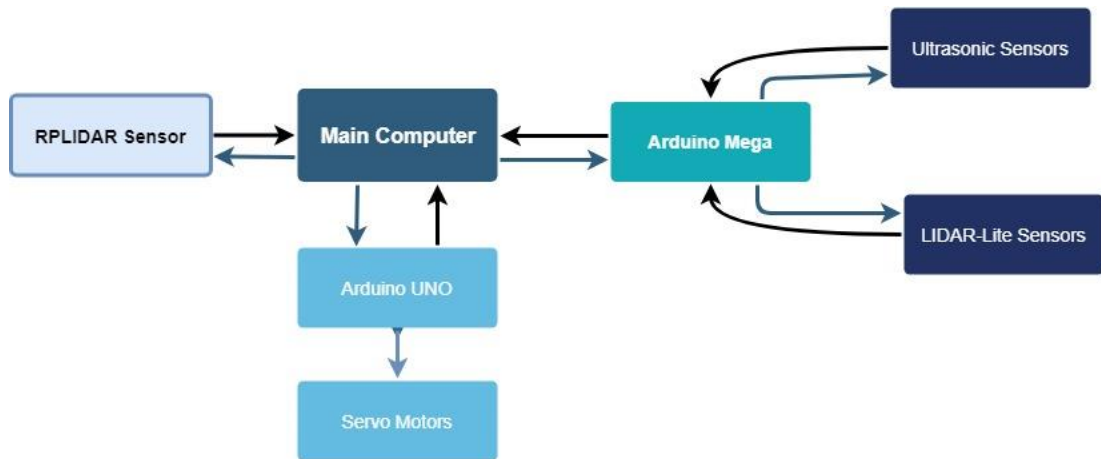 Ultrasonic Sensors
RPLIDAR Sensor
Main Computer
Arduino Mega
LIDAR-Lite Sensors
Arduino UNO
Servo Motors